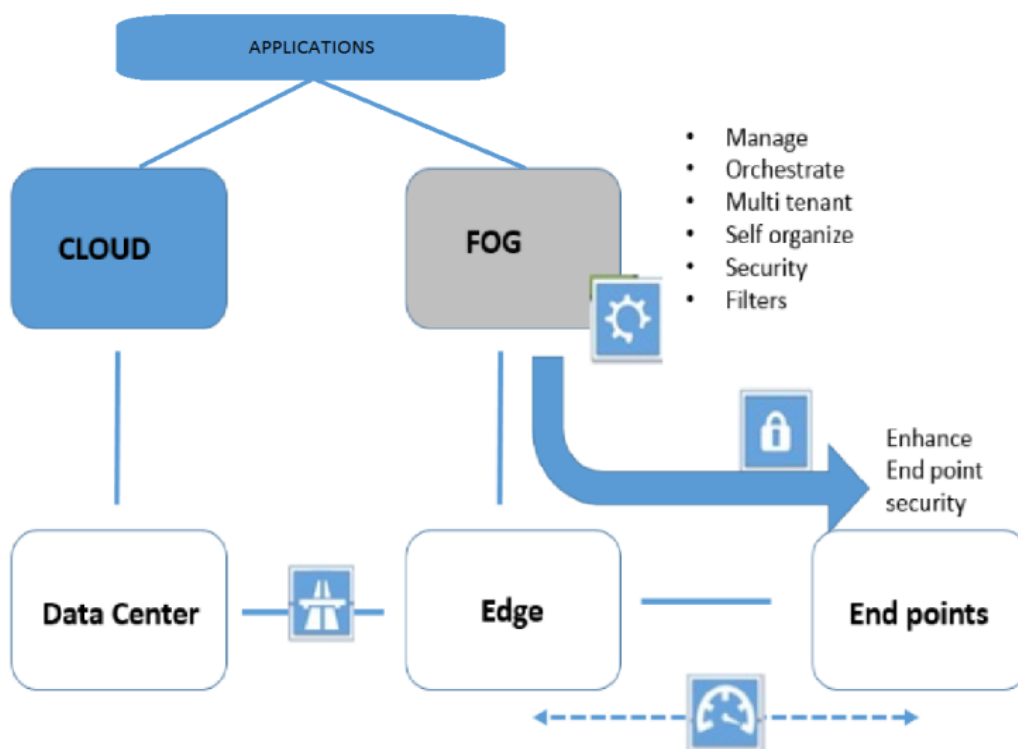 APPLICATIONS
CLOUD
FOG
• Manage
• Orchestrate
• Multi tenant
• Self organize
• Security
• Filters
Enhance
End point
security
Data Center
Edge
End points